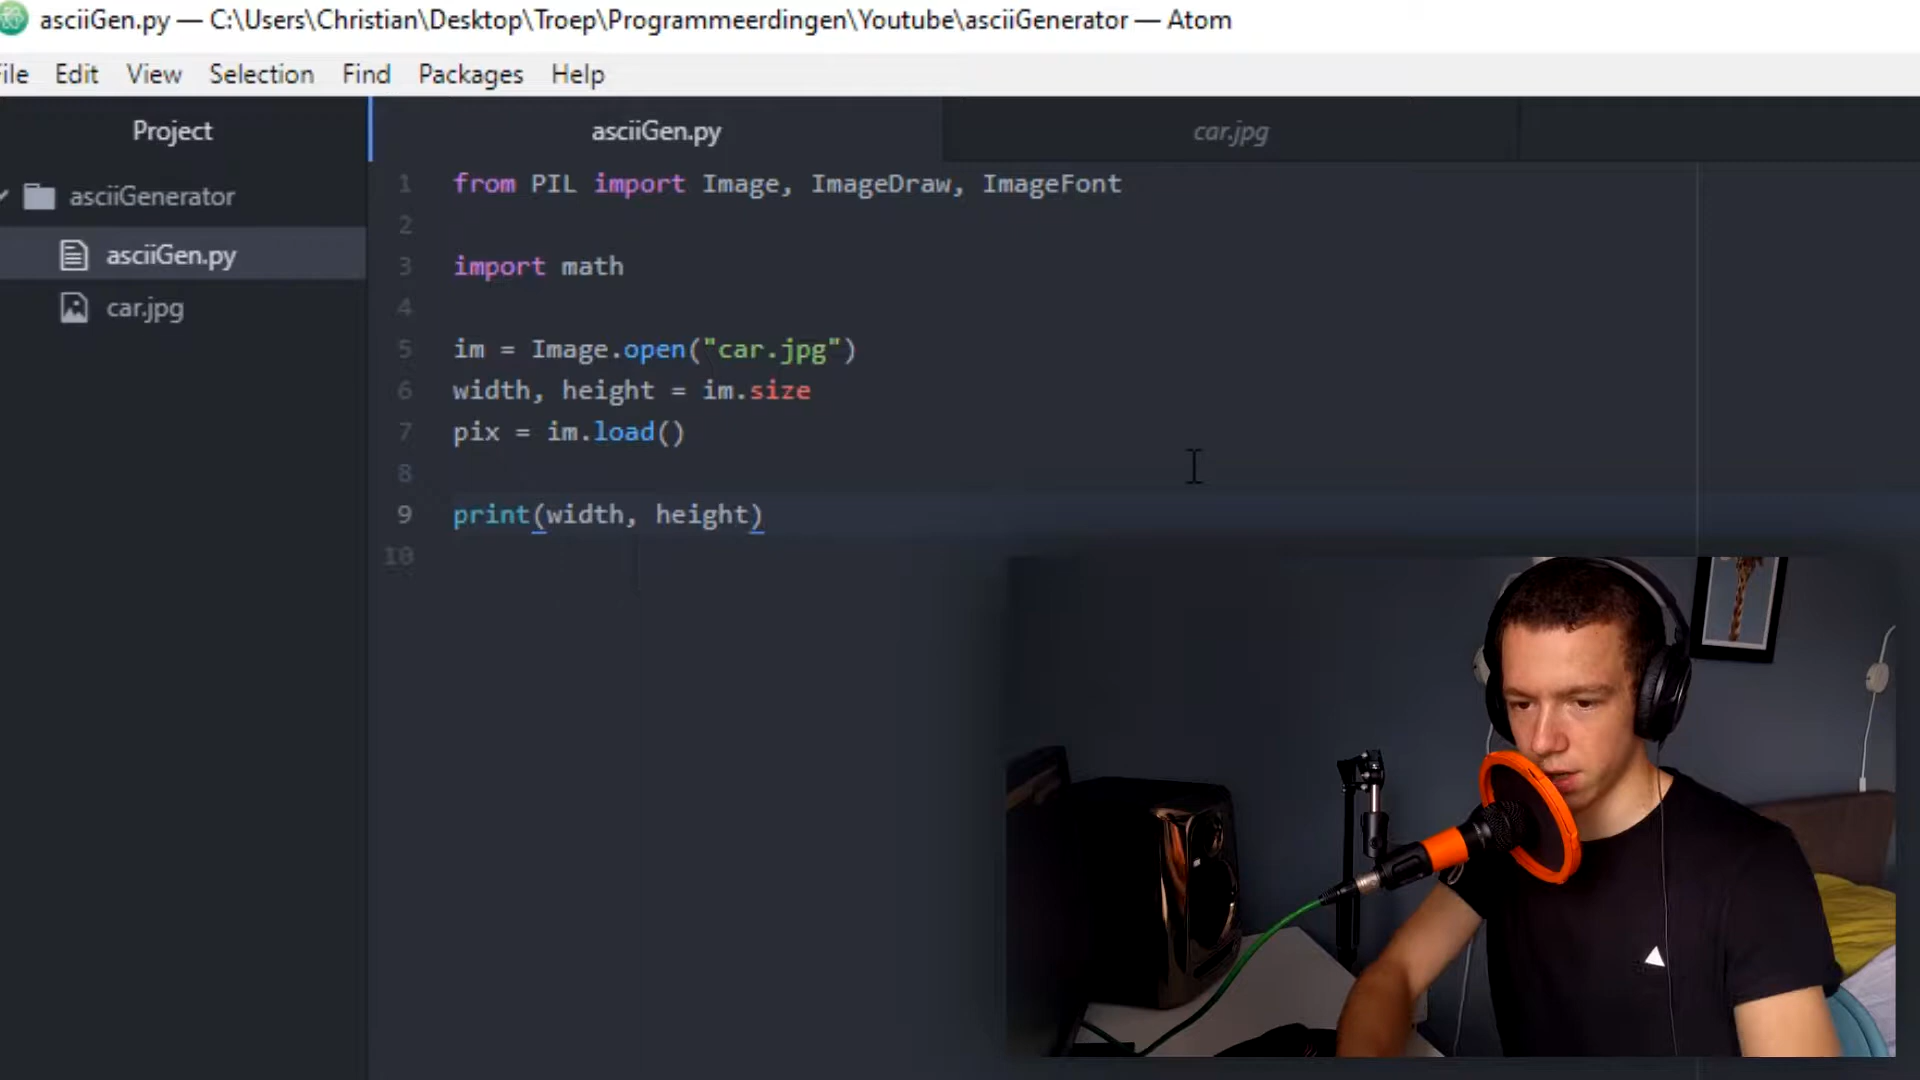 asciiGen.py — C:\Users\Christian\Desktop\Troep\Programmeerdingen\Youtube\asciiGenerator — Atom
ile Edit View Selection Find Packages Help
Project
asciiGen.py
car.jpg
asciiGenerator
asciiGen.py
car.jpg
1 from PIL import Image, ImageDraw, ImageFont
2
3 import math
4
5 im = Image.open("car.jpg")
6 width, height = im.size
7 pix = im.load()
8
9 print(width, height)
10